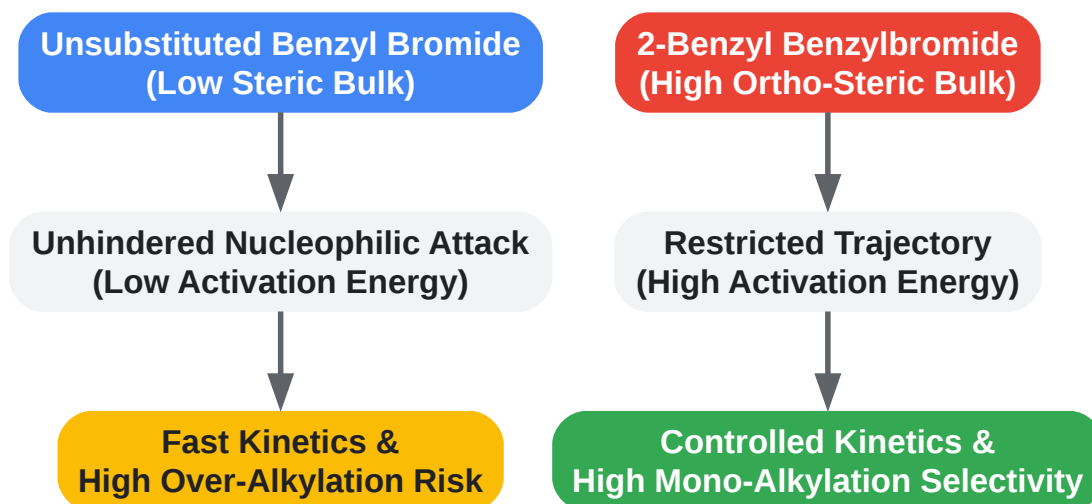 Unsubstituted Benzyl Bromide
(Low Steric Bulk)
2-Benzyl Benzylbromide
(High Ortho-Steric Bulk)
Unhindered Nucleophilic Attack
(Low Activation Energy)
Restricted Trajectory
(High Activation Energy)
Fast Kinetics &
High Over-Alkylation Risk
Controlled Kinetics &
High Mono-Alkylation Selectivity